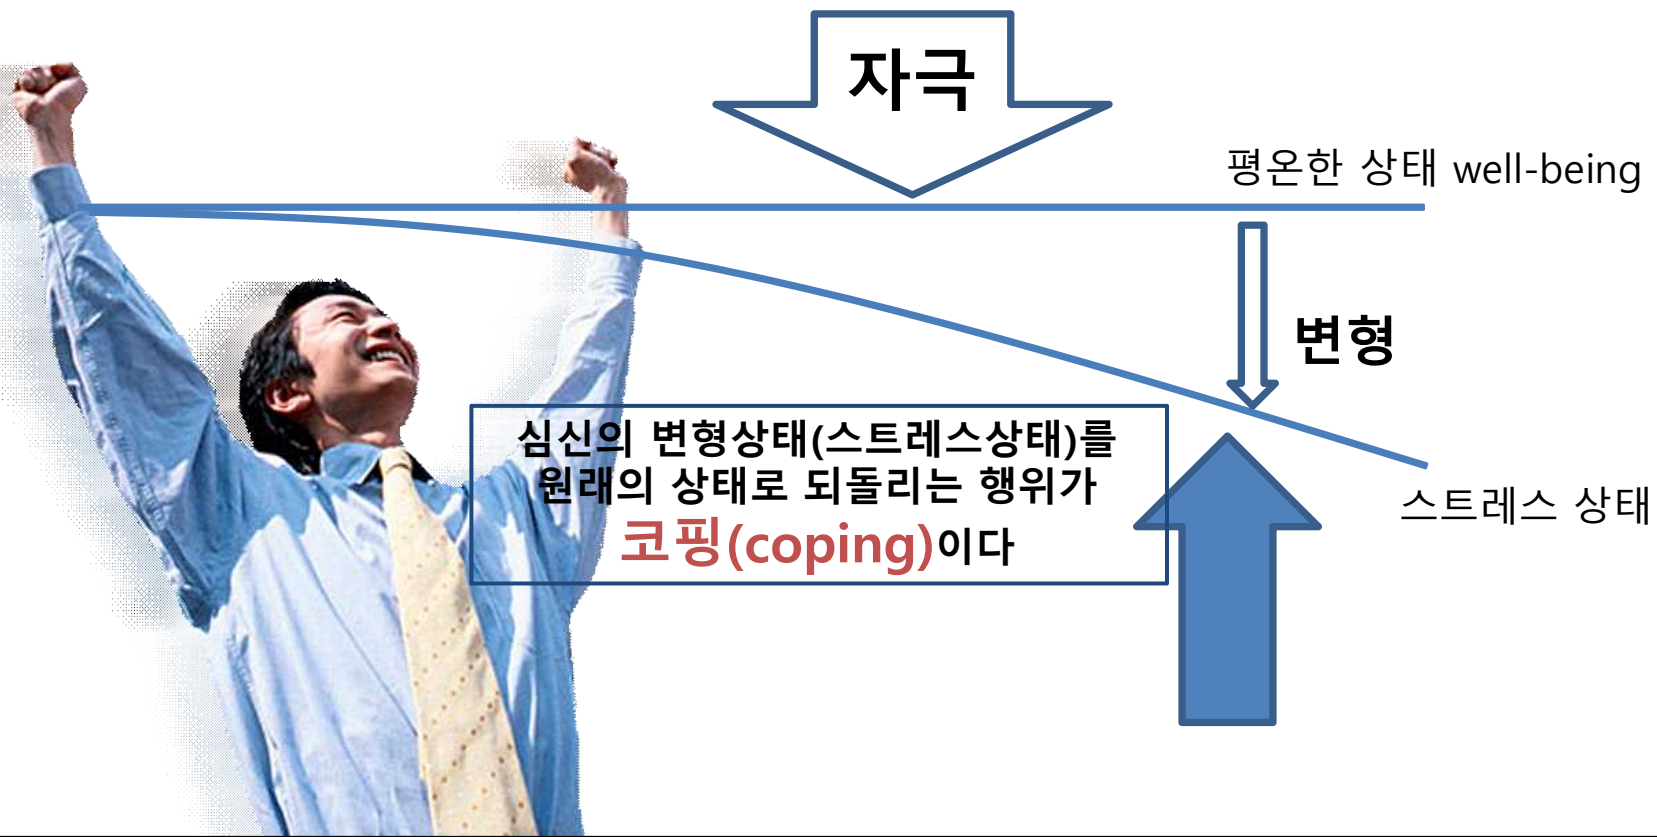 자극
평온한 상태 well-being
변형
심신의 변형상태(스트레스상태)를
원래의 상태로 되돌리는 행위가
코핑(coping)이다
스트레스 상태